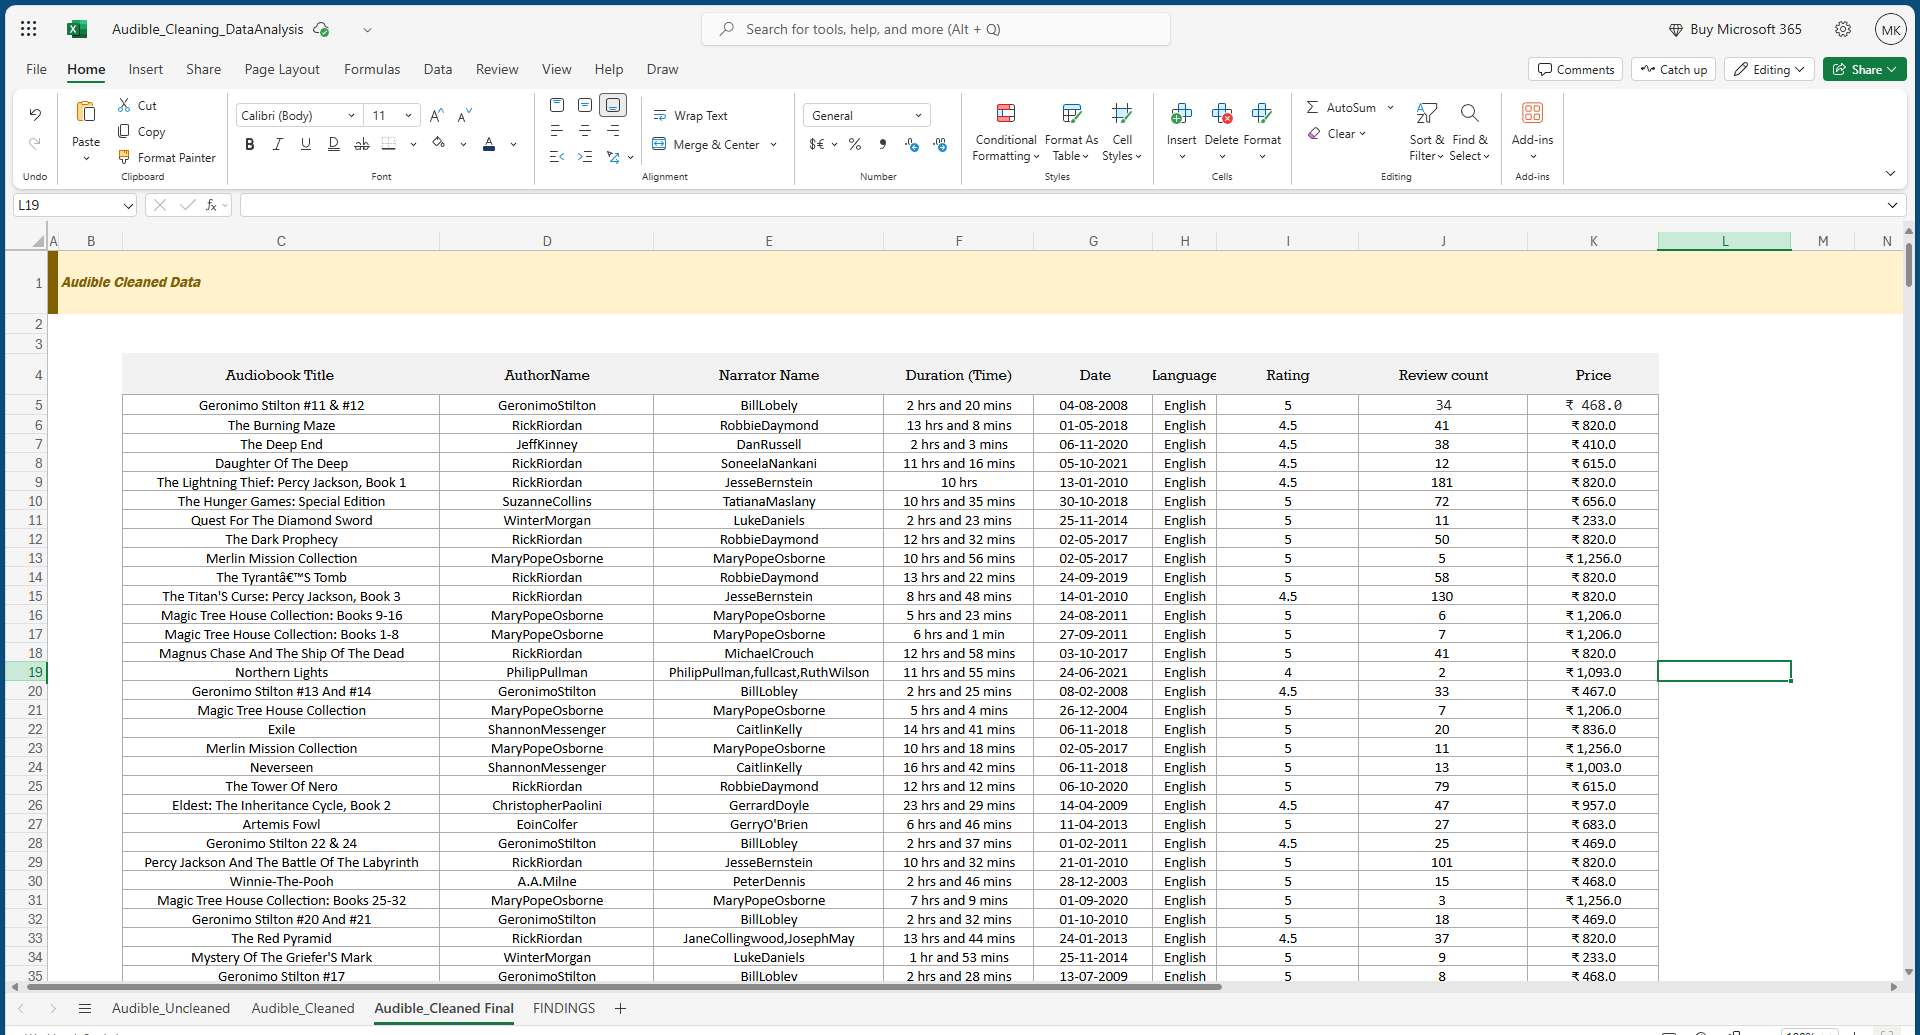 Audible_Cleaning_DataAnalysis
Search for tools, help, and more (Alt + Q)
Buy Microsoft 365
MK
File Home Insert Share Page Layout Formulas Data Review View Help Draw
Comments Catch up Editing Share
Paste Cut
Copy
Format Painter
Calibri (Body) 11
B I U D ab
Wrap Text
Merge & Center
General
$€ % 9
Conditional Formatting Format As Table Cell Styles
Insert Delete Format
AutoSum
Clear
Sort & Filter Find & Select
Add-ins
Undo Clipboard Font Alignment Number Styles Cells Editing Add-ins
L19 fx
A B C D E F G H I J K L M N
1 Audible Cleaned Data
2
3
4 Audiobook Title AuthorName Narrator Name Duration (Time) Date Language Rating Review count Price
5 Geronimo Stilton #11 & #12 GeronimoStilton BillLobely 2 hrs and 20 mins 04-08-2008 English 5 34 ₹ 468.0
6 The Burning Maze RickRiordan RobbieDaymond 13 hrs and 8 mins 01-05-2018 English 4.5 41 ₹ 820.0
7 The Deep End JeffKinney DanRussell 2 hrs and 3 mins 06-11-2020 English 4.5 38 ₹ 410.0
8 Daughter Of The Deep RickRiordan SoneelaNankani 11 hrs and 16 mins 05-10-2021 English 4.5 12 ₹ 615.0
9 The Lightning Thief: Percy Jackson, Book 1 RickRiordan JesseBernstein 10 hrs 13-01-2010 English 4.5 181 ₹ 820.0
10 The Hunger Games: Special Edition SuzanneCollins TatianaMaslany 10 hrs and 35 mins 30-10-2018 English 5 72 ₹ 656.0
11 Quest For The Diamond Sword WinterMorgan LukeDaniels 2 hrs and 23 mins 25-11-2014 English 5 11 ₹ 233.0
12 The Dark Prophecy RickRiordan RobbieDaymond 12 hrs and 32 mins 02-05-2017 English 5 50 ₹ 820.0
13 Merlin Mission Collection MaryPopeOsborne MaryPopeOsborne 10 hrs and 56 mins 02-05-2017 English 5 5 ₹ 1,256.0
14 The Tyrantâ€™S Tomb RickRiordan RobbieDaymond 13 hrs and 22 mins 24-09-2019 English 5 58 ₹ 820.0
15 The Titan'S Curse: Percy Jackson, Book 3 RickRiordan JesseBernstein 8 hrs and 48 mins 14-01-2010 English 4.5 130 ₹ 820.0
16 Magic Tree House Collection: Books 9-16 MaryPopeOsborne MaryPopeOsborne 5 hrs and 23 mins 24-08-2011 English 5 6 ₹ 1,206.0
17 Magic Tree House Collection: Books 1-8 MaryPopeOsborne MaryPopeOsborne 6 hrs and 1 min 27-09-2011 English 5 7 ₹ 1,206.0
18 Magnus Chase And The Ship Of The Dead RickRiordan MichaelCrouch 12 hrs and 58 mins 03-10-2017 English 5 41 ₹ 820.0
19 Northern Lights PhilipPullman PhilipPullman,fullcast,RuthWilson 11 hrs and 55 mins 24-06-2021 English 4 2 ₹ 1,093.0
20 Geronimo Stilton #13 And #14 GeronimoStilton BillLobley 2 hrs and 25 mins 08-02-2008 English 4.5 33 ₹ 467.0
21 Magic Tree House Collection MaryPopeOsborne MaryPopeOsborne 5 hrs and 4 mins 26-12-2004 English 5 7 ₹ 1,206.0
22 Exile ShannonMessenger CaitlinKelly 14 hrs and 41 mins 06-11-2018 English 5 20 ₹ 836.0
23 Merlin Mission Collection MaryPopeOsborne MaryPopeOsborne 10 hrs and 18 mins 02-05-2017 English 5 11 ₹ 1,256.0
24 Neverseen ShannonMessenger CaitlinKelly 16 hrs and 42 mins 06-11-2018 English 5 13 ₹ 1,003.0
25 The Tower Of Nero RickRiordan RobbieDaymond 12 hrs and 12 mins 06-10-2020 English 5 79 ₹ 615.0
26 Eldest: The Inheritance Cycle, Book 2 ChristopherPaolini GerrardDoyle 23 hrs and 29 mins 14-04-2009 English 4.5 47 ₹ 957.0
27 Artemis Fowl EoinColfer GerryO'Brien 6 hrs and 46 mins 11-04-2013 English 5 27 ₹ 683.0
28 Geronimo Stilton 22 & 24 GeronimoStilton BillLobley 2 hrs and 37 mins 01-02-2011 English 4.5 25 ₹ 469.0
29 Percy Jackson And The Battle Of The Labyrinth RickRiordan JesseBernstein 10 hrs and 32 mins 21-01-2010 English 5 101 ₹ 820.0
30 Winnie-The-Pooh A.A.Milne PeterDennis 2 hrs and 46 mins 28-12-2003 English 5 15 ₹ 468.0
31 Magic Tree House Collection: Books 25-32 MaryPopeOsborne MaryPopeOsborne 7 hrs and 9 mins 01-09-2020 English 5 3 ₹ 1,256.0
32 Geronimo Stilton #20 And #21 GeronimoStilton BillLobley 2 hrs and 32 mins 01-10-2010 English 5 18 ₹ 469.0
33 The Red Pyramid RickRiordan JaneCollingwood,JosephMay 13 hrs and 44 mins 24-01-2013 English 4.5 37 ₹ 820.0
34 Mystery Of The Griefer'S Mark WinterMorgan LukeDaniels 1 hr and 53 mins 25-11-2014 English 5 9 ₹ 233.0
35 Geronimo Stilton #17 GeronimoStilton BillLobley 2 hrs and 28 mins 13-07-2009 English 5 8 ₹ 468.0
Audible_Uncleaned Audible_Cleaned Audible_Cleaned Final FINDINGS